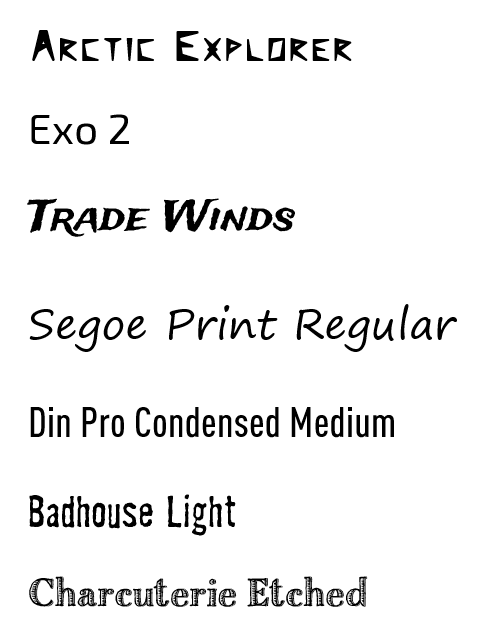 Arctic Explorer
Exo 2
Trade Winds
Segoe Print Regular
Din Pro Condensed Medium
Badhouse Light
Charcuterie Etched